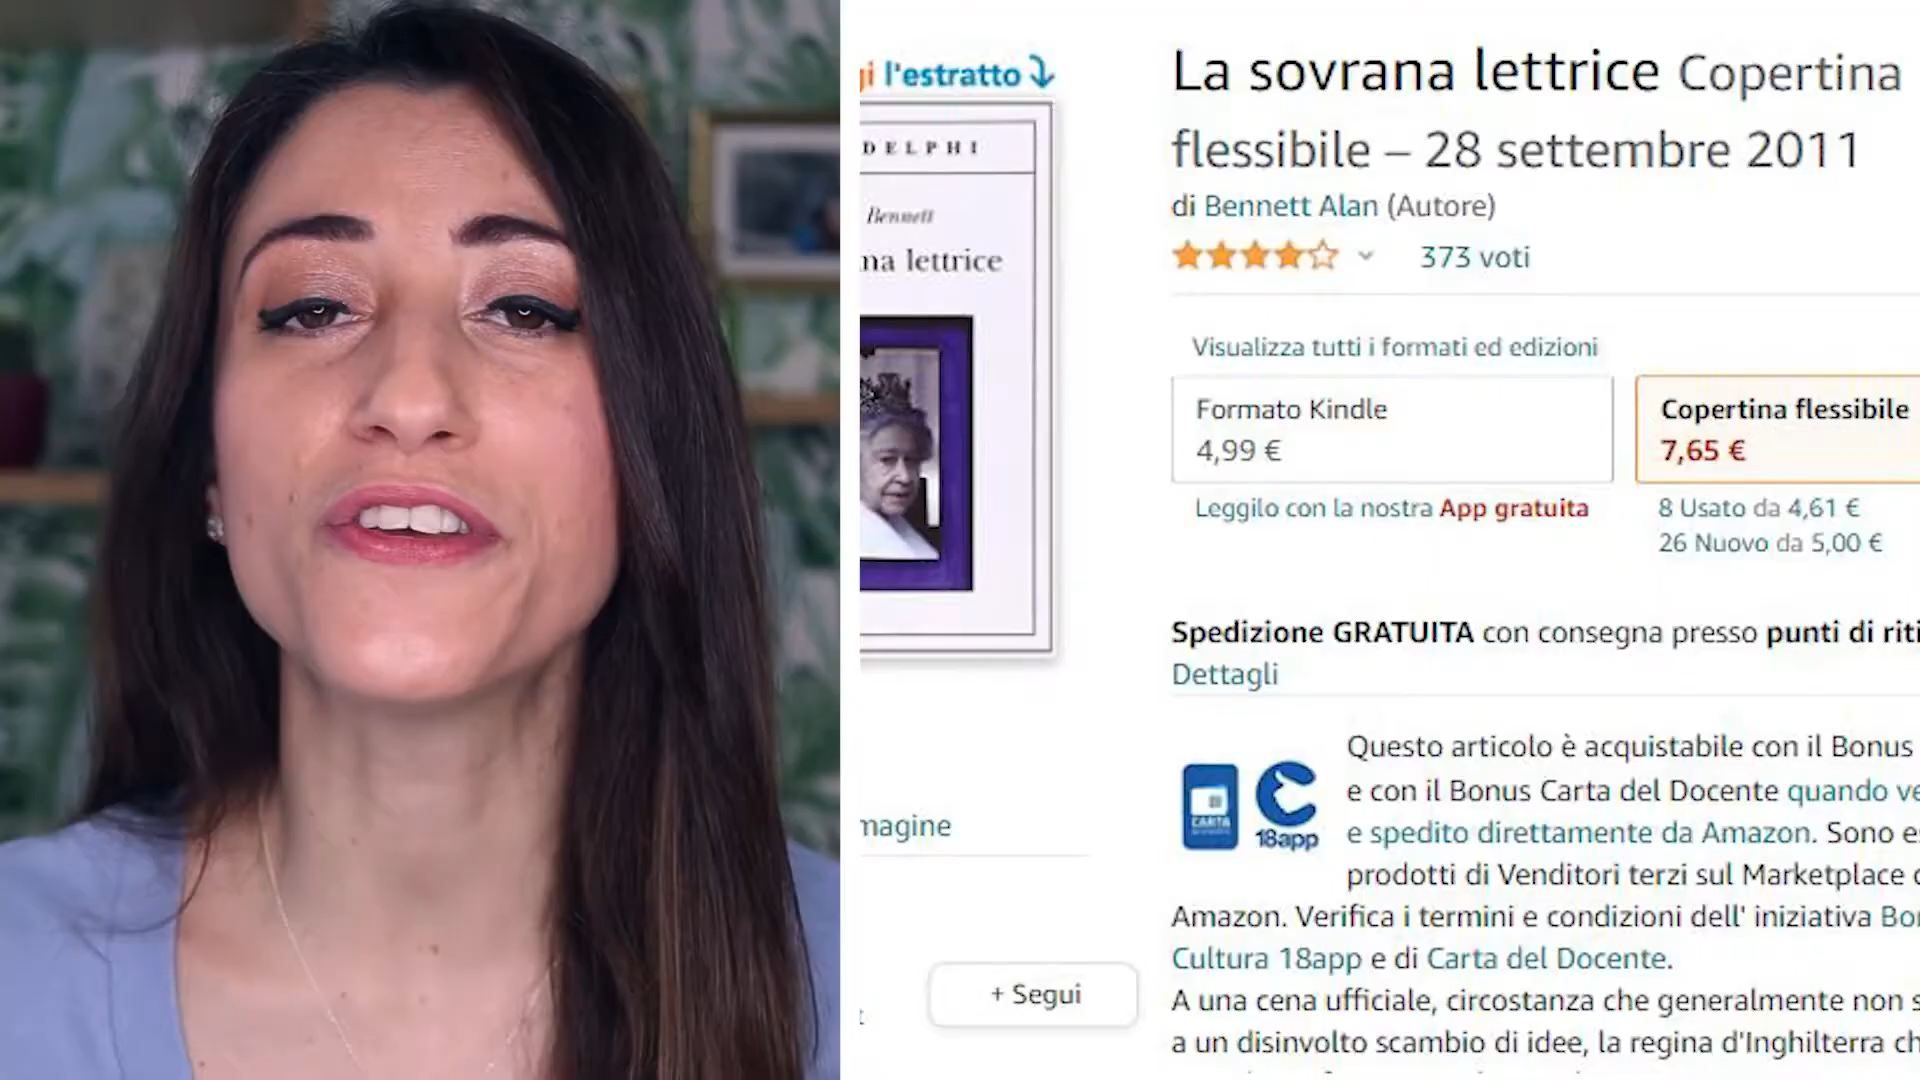 gi l'estratto
DELPHI
Bennett
na lettrice
magine
+ Segui
La sovrana lettrice Copertina
flessibile – 28 settembre 2011
di Bennett Alan (Autore)
373 voti
Visualizza tutti i formati ed edizioni
Formato Kindle
4,99 €
Leggilo con la nostra App gratuita
Copertina flessibile
7,65 €
8 Usato da 4,61 €
26 Nuovo da 5,00 €
Spedizione GRATUITA con consegna presso punti di riti
Dettagli
CARTA
18app
Questo articolo è acquistabile con il Bonus
e con il Bonus Carta del Docente quando ve
e spedito direttamente da Amazon. Sono es
prodotti di Venditori terzi sul Marketplace
Amazon. Verifica i termini e condizioni dell' iniziativa Bon
Cultura 18app e di Carta del Docente.
A una cena ufficiale, circostanza che generalmente non s
a un disinvolto scambio di idee, la regina d'Inghilterra ch